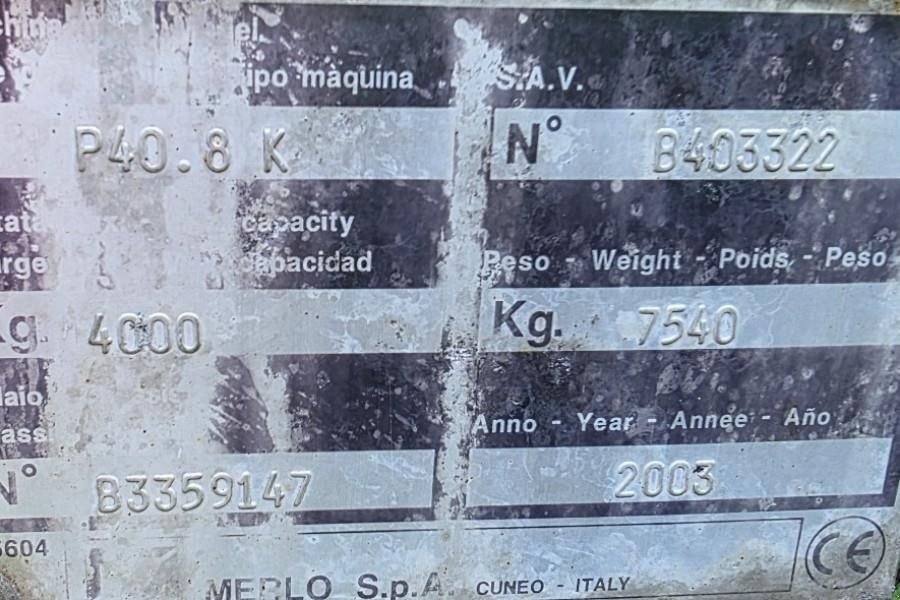 ipo maquina S.A.V.
P40.8 K N° B403322
capacity
capacidad Peso - Weight - Poids - Peso
Kg. 4000 Kg. 7540
Anno - Year - Annee - Año
N° B3359147 2003
5604
MERLO S.p.A. CUNEO - ITALY CE